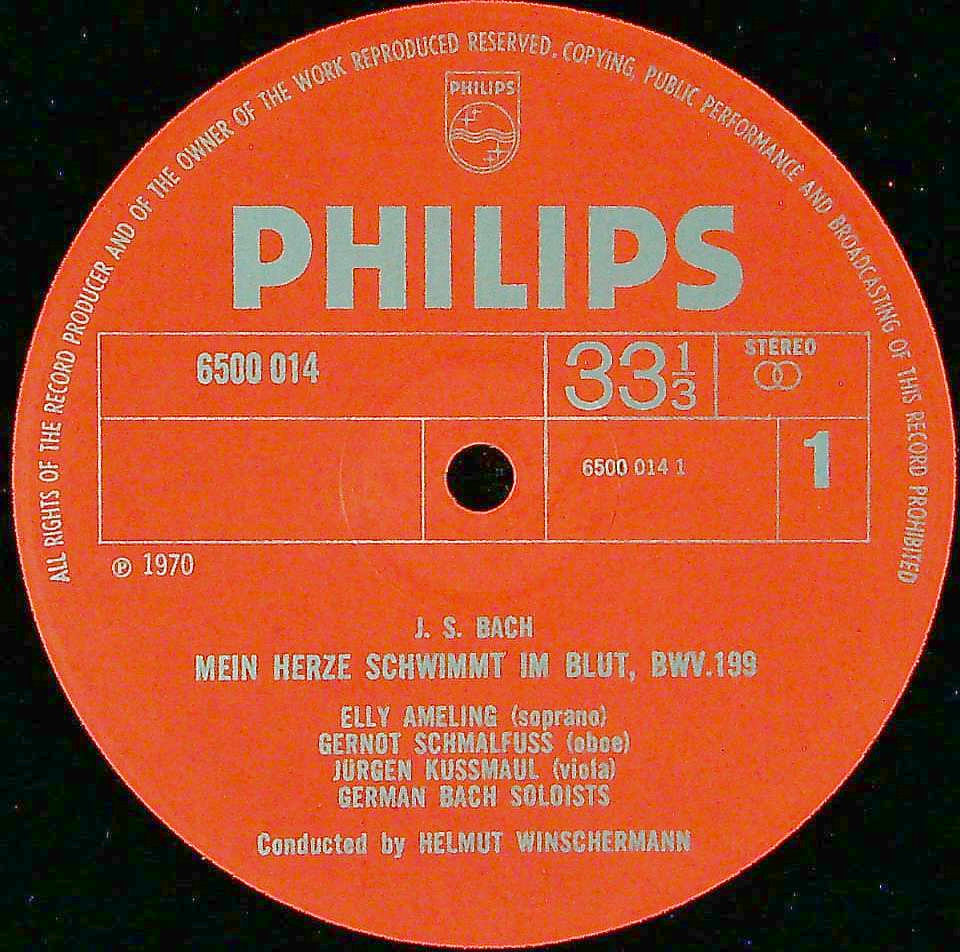 ALL RIGHTS OF THE RECORD PRODUCER AND OF THE OWNER OF THE WORK REPRODUCED RESERVED. COPYING, PUBLIC PERFORMANCE AND BROADCASTING OF THIS RECORD PROHIBITED
PHILIPS
PHILIPS
6500 014
33 1/3
STEREO
6500 014 1
1
℗ 1970
J. S. BACH
MEIN HERZE SCHWIMMT IM BLUT, BWV.199
ELLY AMELING (soprano)
GERNOT SCHMALFUSS (oboe)
JÜRGEN KUSSMAUL (viola)
GERMAN BACH SOLOISTS
Conducted by HELMUT WINSCHERMANN